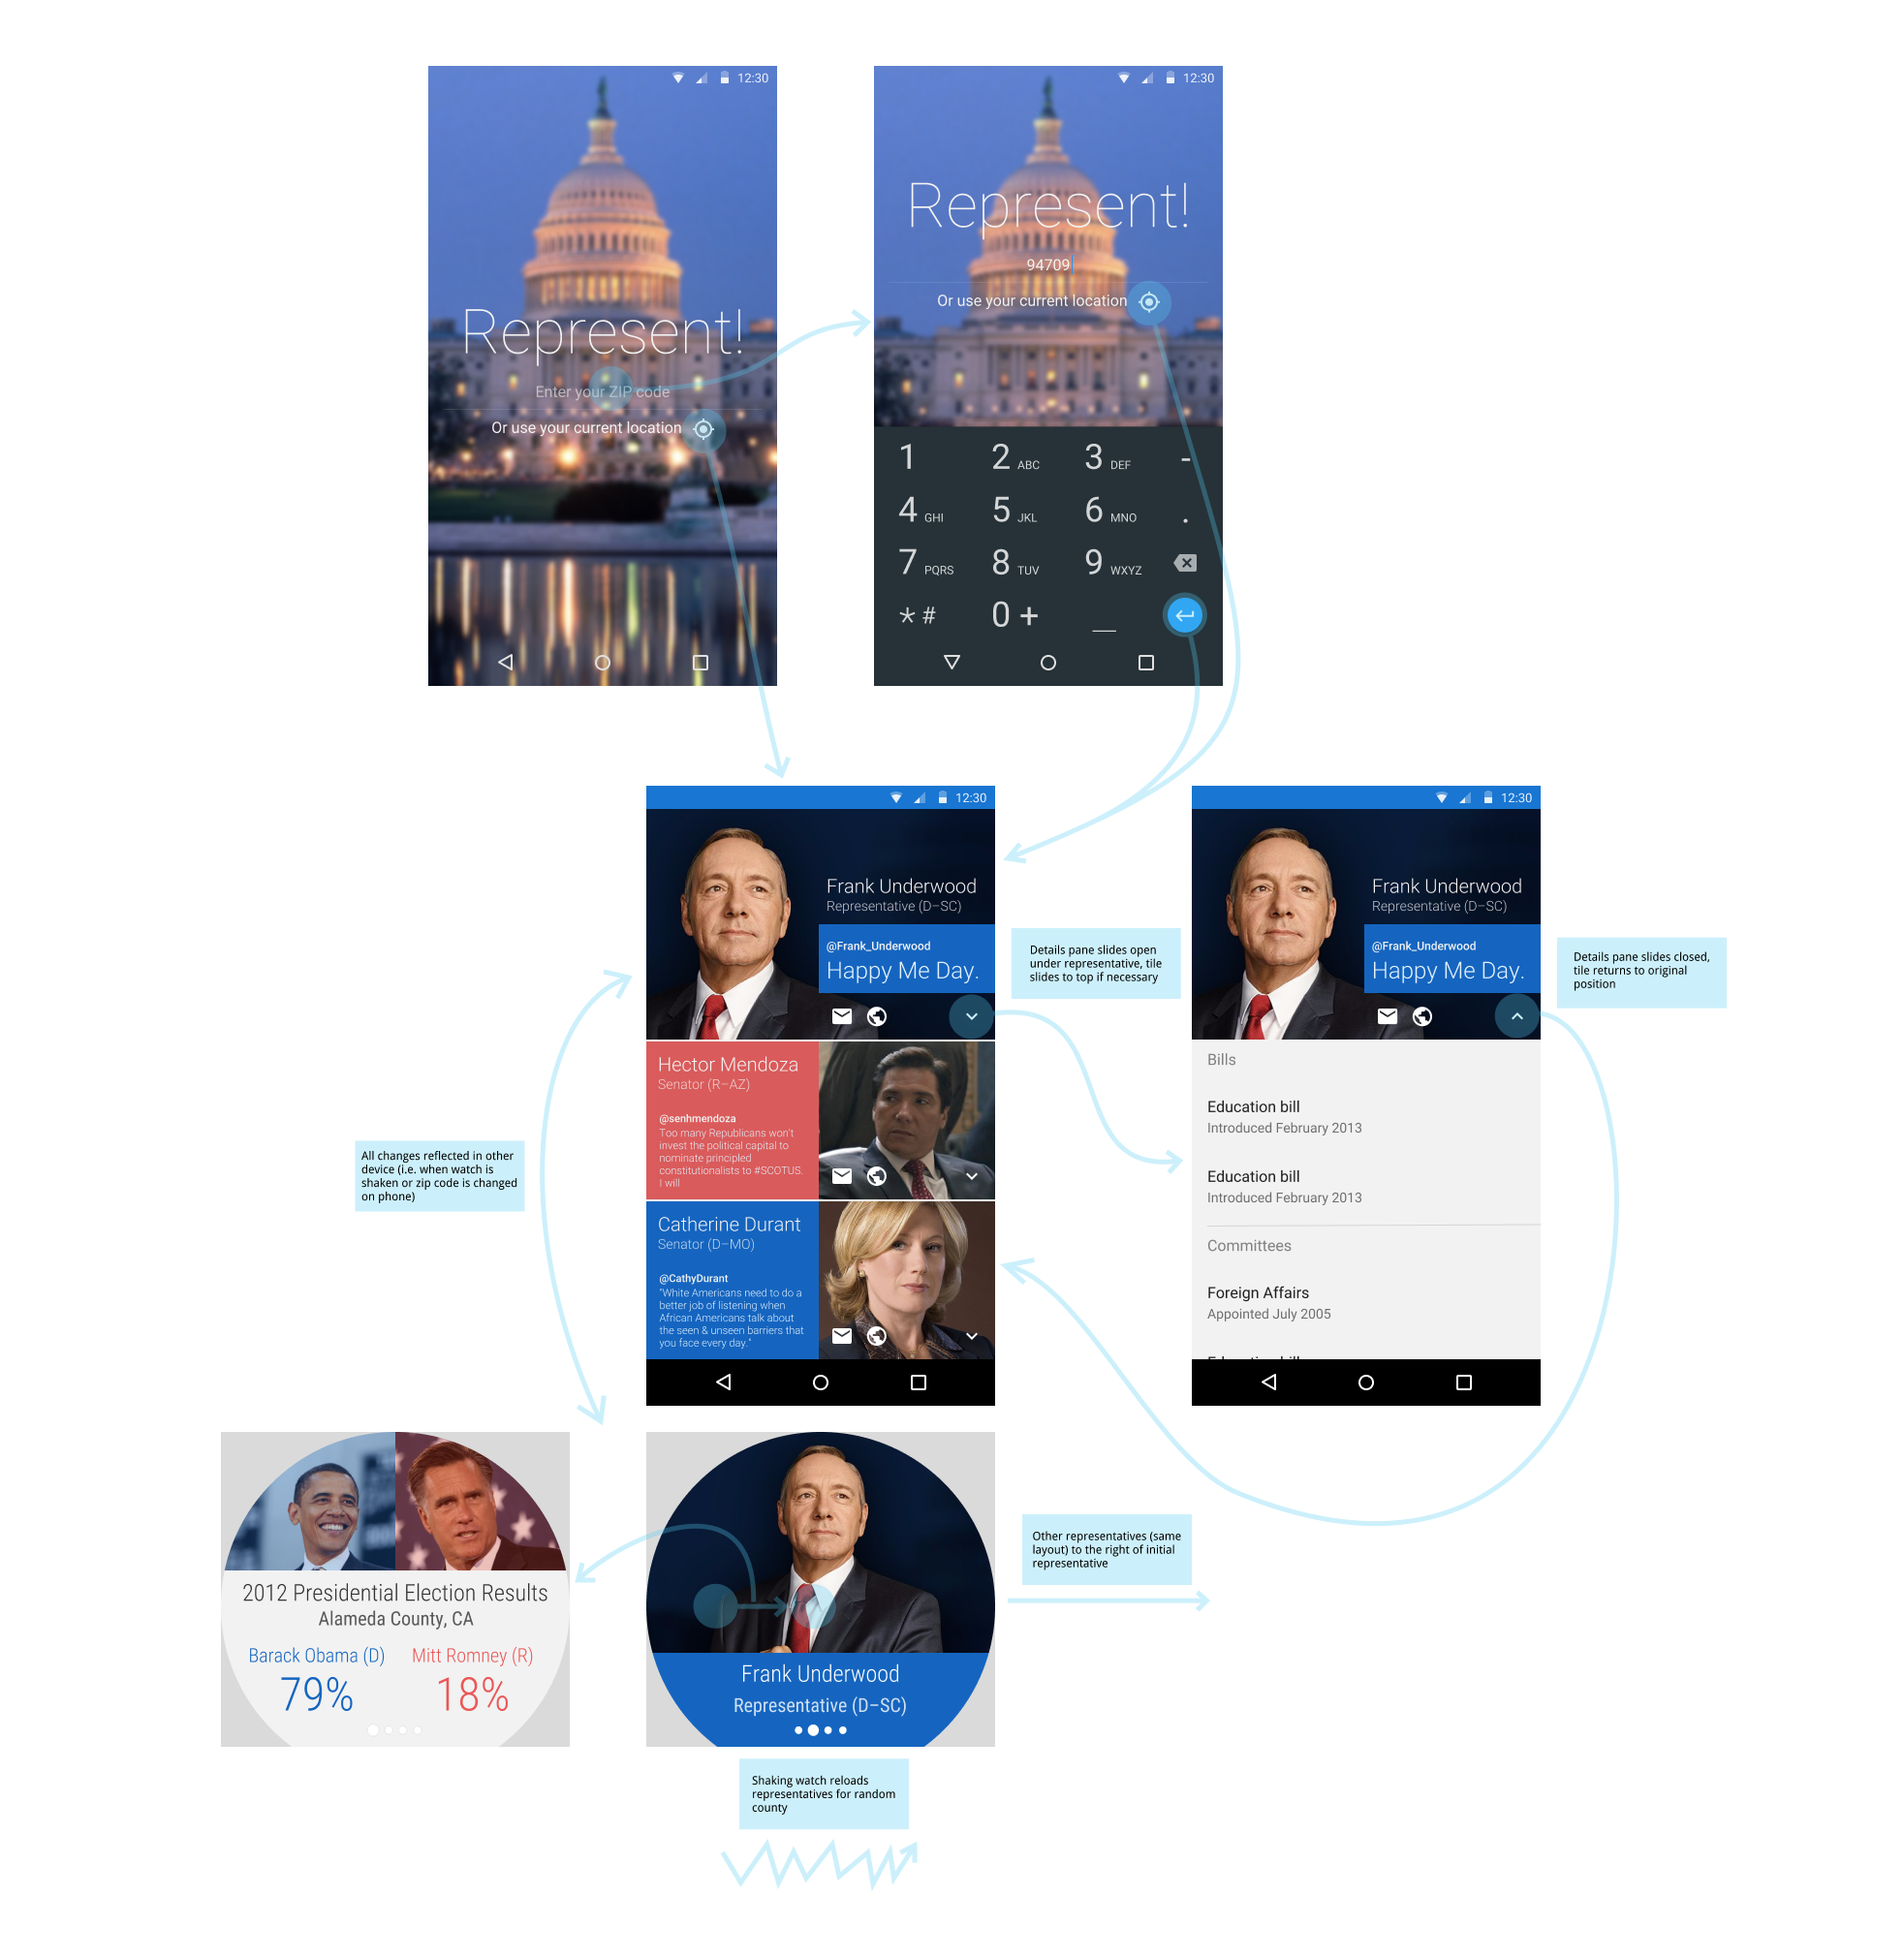 12:30
Represent!
Enter your ZIP code
Or use your current location
12:30
Represent!
94709
Or use your current location
1 2 ABC 3 DEF -
4 GHI 5 JKL 6 MNO .
7 PQRS 8 TUV 9 WXYZ
* # 0 + _
12:30
Frank Underwood
Representative (D–SC)
@Frank_Underwood
Happy Me Day.
Hector Mendoza
Senator (R–AZ)
@senhmendoza
Too many Republicans won't
invest the political capital to
nominate principled
constitutionalists to #SCOTUS.
I will
Catherine Durant
Senator (D–MO)
@CathyDurant
"White Americans need to do a
better job of listening when
African Americans talk about
the seen & unseen barriers that
you face every day."
Details pane slides open
under representative, tile
slides to top if necessary
12:30
Frank Underwood
Representative (D–SC)
@Frank_Underwood
Happy Me Day.
Bills
Education bill
Introduced February 2013
Education bill
Introduced February 2013
Committees
Foreign Affairs
Appointed July 2005
Details pane slides closed,
tile returns to original
position
All changes reflected in other
device (i.e. when watch is
shaken or zip code is changed
on phone)
2012 Presidential Election Results
Alameda County, CA
Barack Obama (D)
79%
Mitt Romney (R)
18%
Frank Underwood
Representative (D–SC)
Other representatives (same
layout) to the right of initial
representative
Shaking watch reloads
representatives for random
county